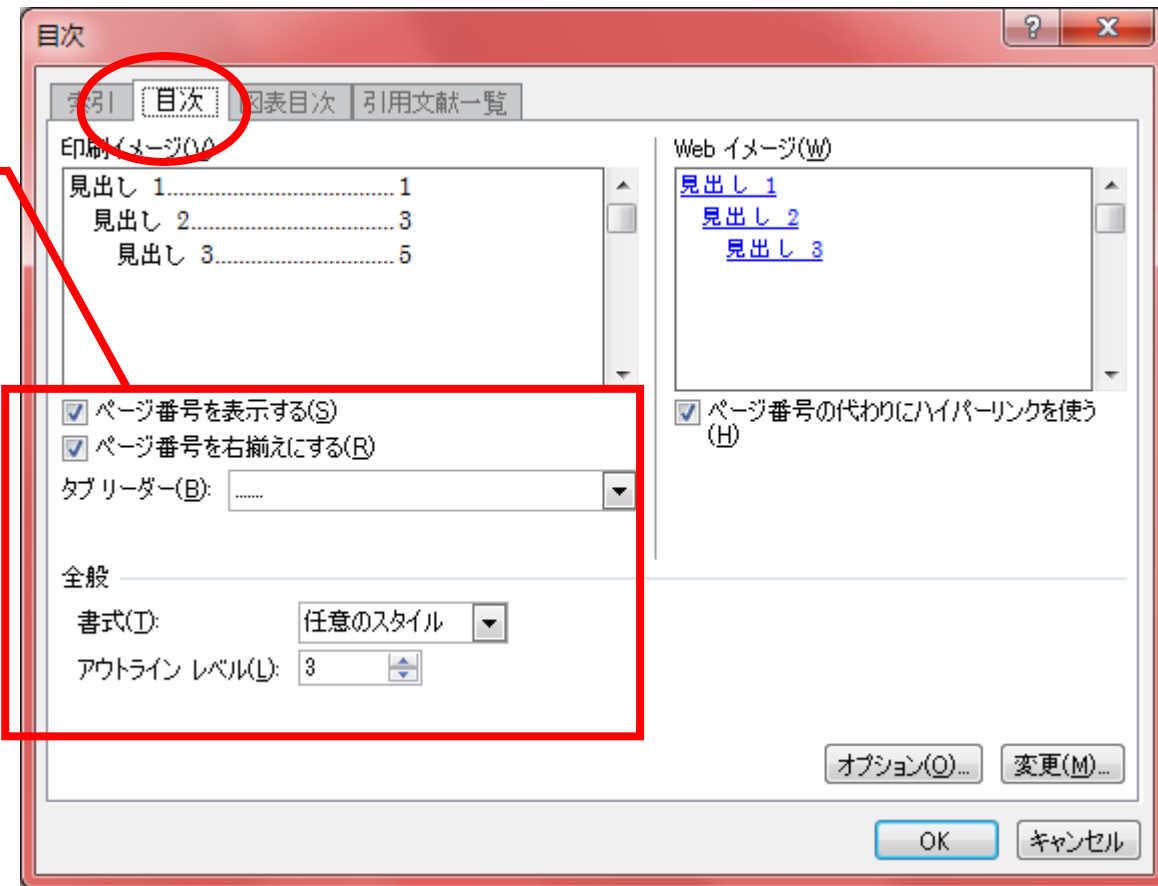 目次
索引 目次 図表目次 引用文献一覧
印刷イメージ(V)
見出し 1.....................................1
見出し 2.................................3
見出し 3.............................5
Web イメージ(W)
見出し 1
見出し 2
見出し 3
ページ番号を表示する(S)
ページ番号を右揃えにする(R)
タブ リーダー(B): .......
ページ番号の代わりにハイパーリンクを使う
(H)
全般
書式(T): 任意のスタイル
アウトライン レベル(L): 3
オプション(O)... 変更(M)...
OK キャンセル